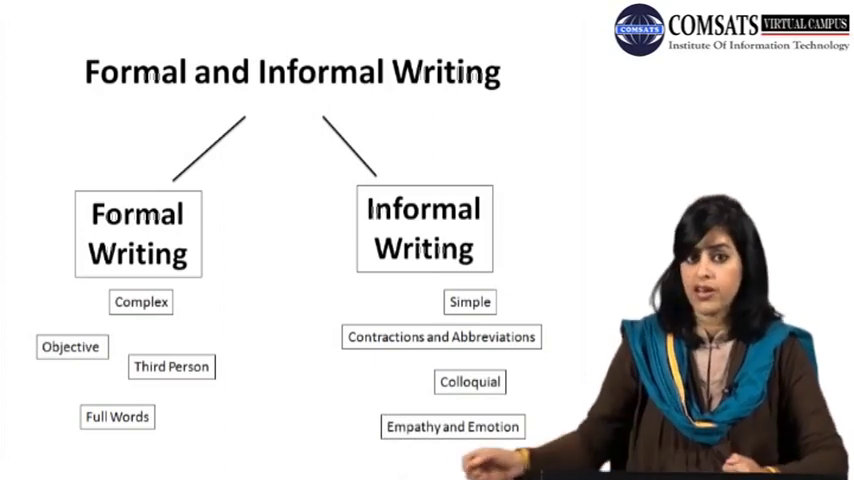 COMSATS VIRTUAL CAMPUS
COMSATS
Institute Of Information Technology
Formal and Informal Writing
Formal
Writing
Informal
Writing
Complex
Objective
Third Person
Full Words
Simple
Contractions and Abbreviations
Colloquial
Empathy and Emotion